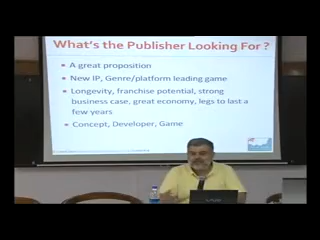 What's the Publisher Looking For ?
• A great proposition
• New IP, Genre/platform leading game
• Longevity, franchise potential, strong
business case, great economy, legs to last a
few years
• Concept, Developer, Game